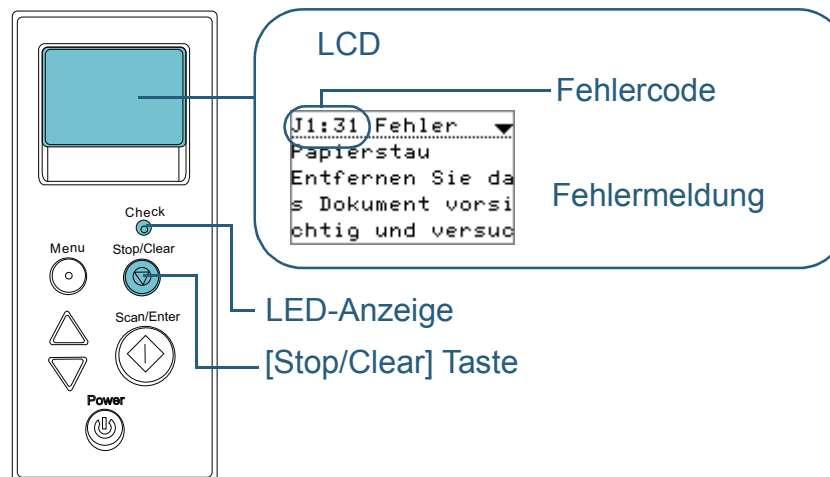 LCD
Fehlercode
J1:31 Fehler
Papierstau
Entfernen Sie da
s Dokument vorsi
chtig und versuc
Fehlermeldung
Check
Menu
Stop/Clear
Scan/Enter
Power
LED-Anzeige
[Stop/Clear] Taste